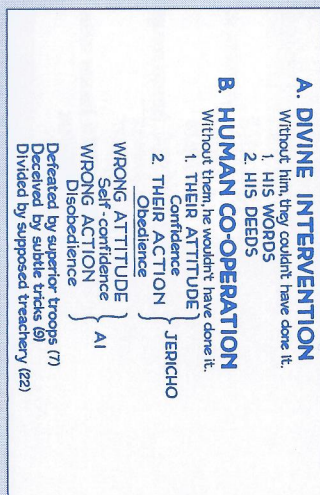 A. DIVINE INTERVENTION
Without him, they couldn't have done it.
1. HIS WORDS
2. HIS DEEDS
B. HUMAN CO-OPERATION
Without them, he wouldn't have done it.
1. THEIR ATTITUDE
Confidence
2. THEIR ACTION
Obedience
} JERICHO
WRONG ATTITUDE
Self-confidence
WRONG ACTION
Disobedience
} AI
Defeated by superior troops (7)
Deceived by subtle tricks (9)
Divided by supposed treachery (22)